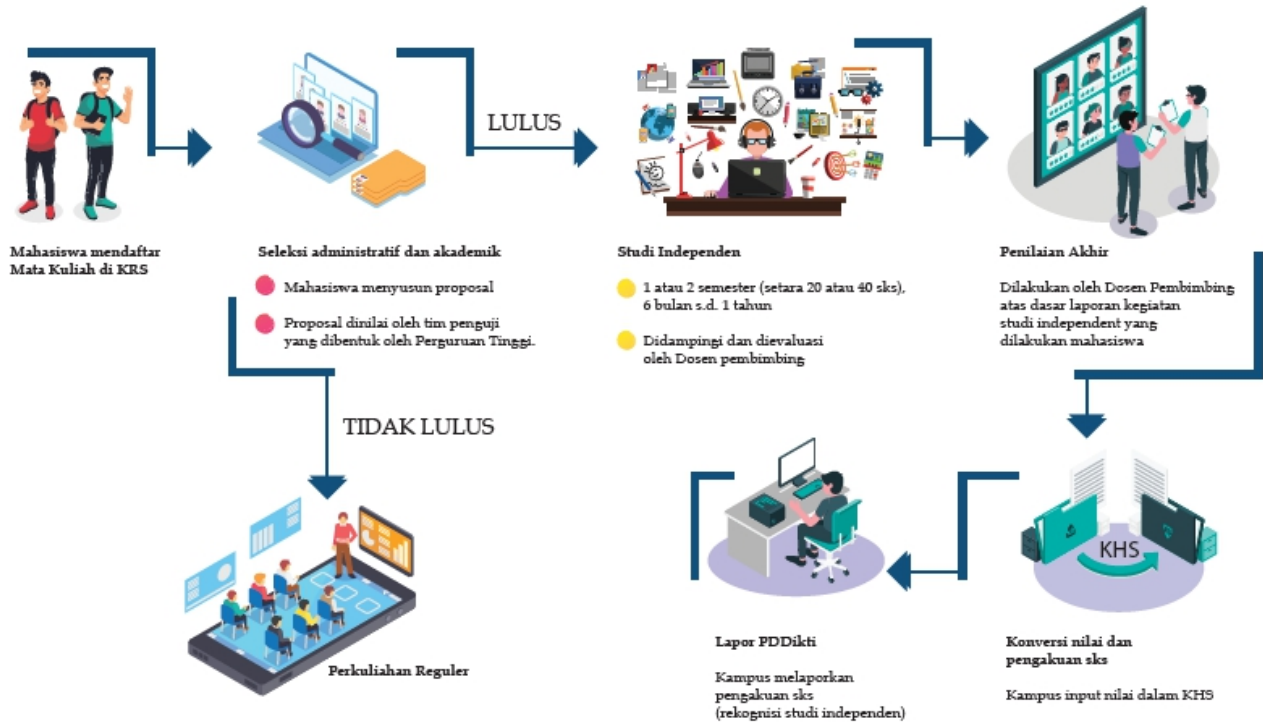 Mahasiswa mendaftar
Mata Kuliah di KRS
Seleksi administratif dan akademik
Mahasiswa menyusun proposal
Proposal dinilai oleh tim penguji
yang dibentuk oleh Perguruan Tinggi.
LULUS
Studi Independen
1 atau 2 semester (setara 20 atau 40 sks),
6 bulan s.d. 1 tahun
Didampingi dan dievaluasi
oleh Dosen pembimbing
Penilaian Akhir
Dilakukan oleh Dosen Pembimbing
atas dasar laporan kegiatan
studi independent yang
dilakukan mahasiswa
TIDAK LULUS
Perkuliahan Reguler
KHS
Konversi nilai dan
pengakuan sks
Kampus input nilai dalam KHS
Lapor PDDikti
Kampus melaporkan
pengakuan sks
(rekognisi studi independen)